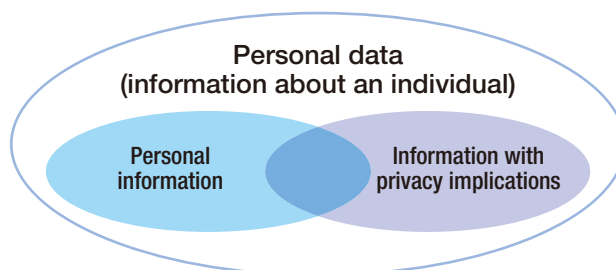 Personal data
(information about an individual)
Personal
information
Information with
privacy implications